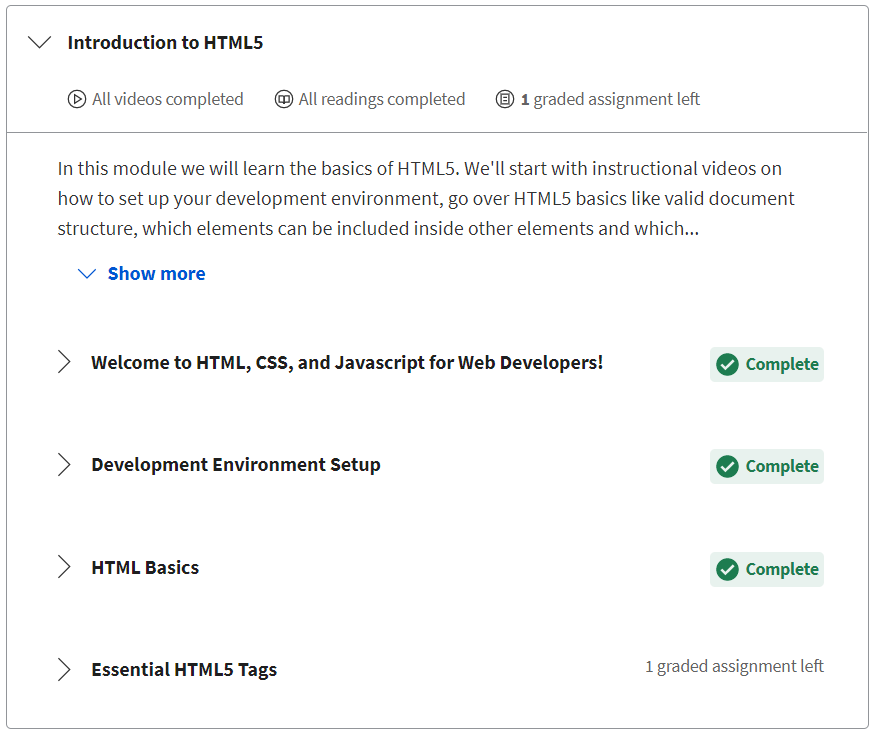 Introduction to HTML5
All videos completed All readings completed 1 graded assignment left
In this module we will learn the basics of HTML5. We'll start with instructional videos on
how to set up your development environment, go over HTML5 basics like valid document
structure, which elements can be included inside other elements and which...
Show more
Welcome to HTML, CSS, and Javascript for Web Developers! Complete
Development Environment Setup Complete
HTML Basics Complete
Essential HTML5 Tags 1 graded assignment left